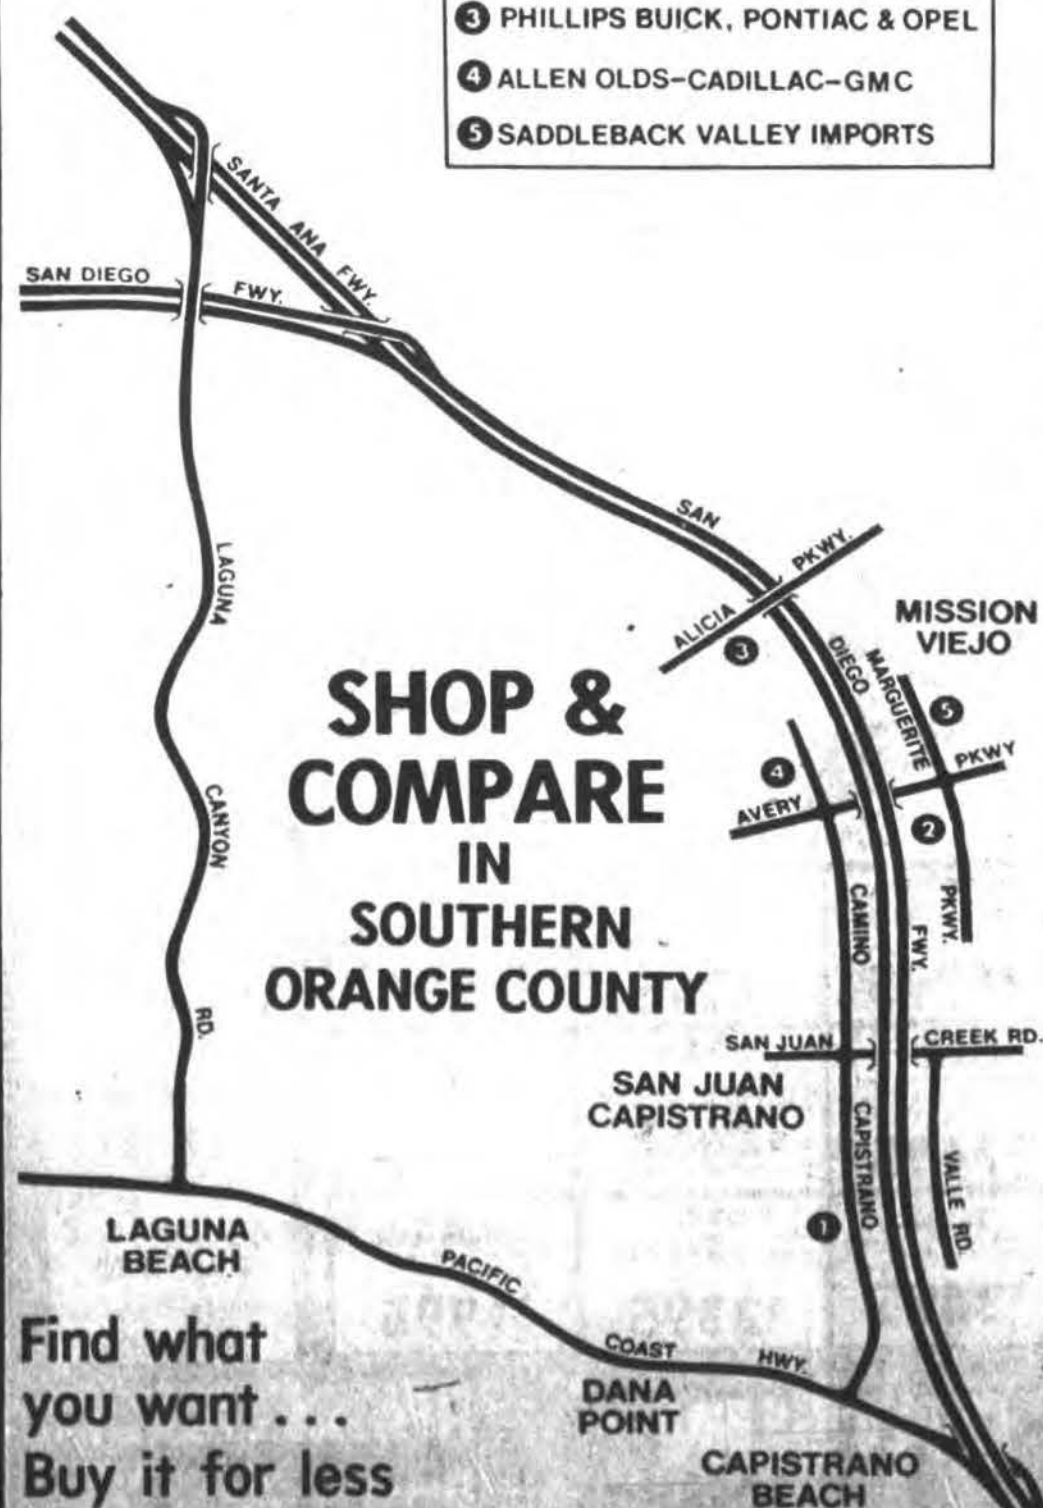 3 PHILLIPS BUICK, PONTIAC & OPEL
4 ALLEN OLDS-CADILLAC-GMC
5 SADDLEBACK VALLEY IMPORTS
SANTA ANA FWY.
SAN DIEGO FWY.
SAN DIEGO FWY.
LAGUNA CANYON RD.
ALICIA PKWY.
3
MISSION
VIEJO
MARGUERITE PKWY.
5
4
AVERY PKWY
2
SHOP &
COMPARE
IN
SOUTHERN
ORANGE COUNTY
CAMINO CAPISTRANO
SAN JUAN CREEK RD.
SAN JUAN
CAPISTRANO
VALLE RD.
1
LAGUNA
BEACH
PACIFIC COAST HWY.
DANA
POINT
CAPISTRANO
BEACH
Find what
you want...
Buy it for less